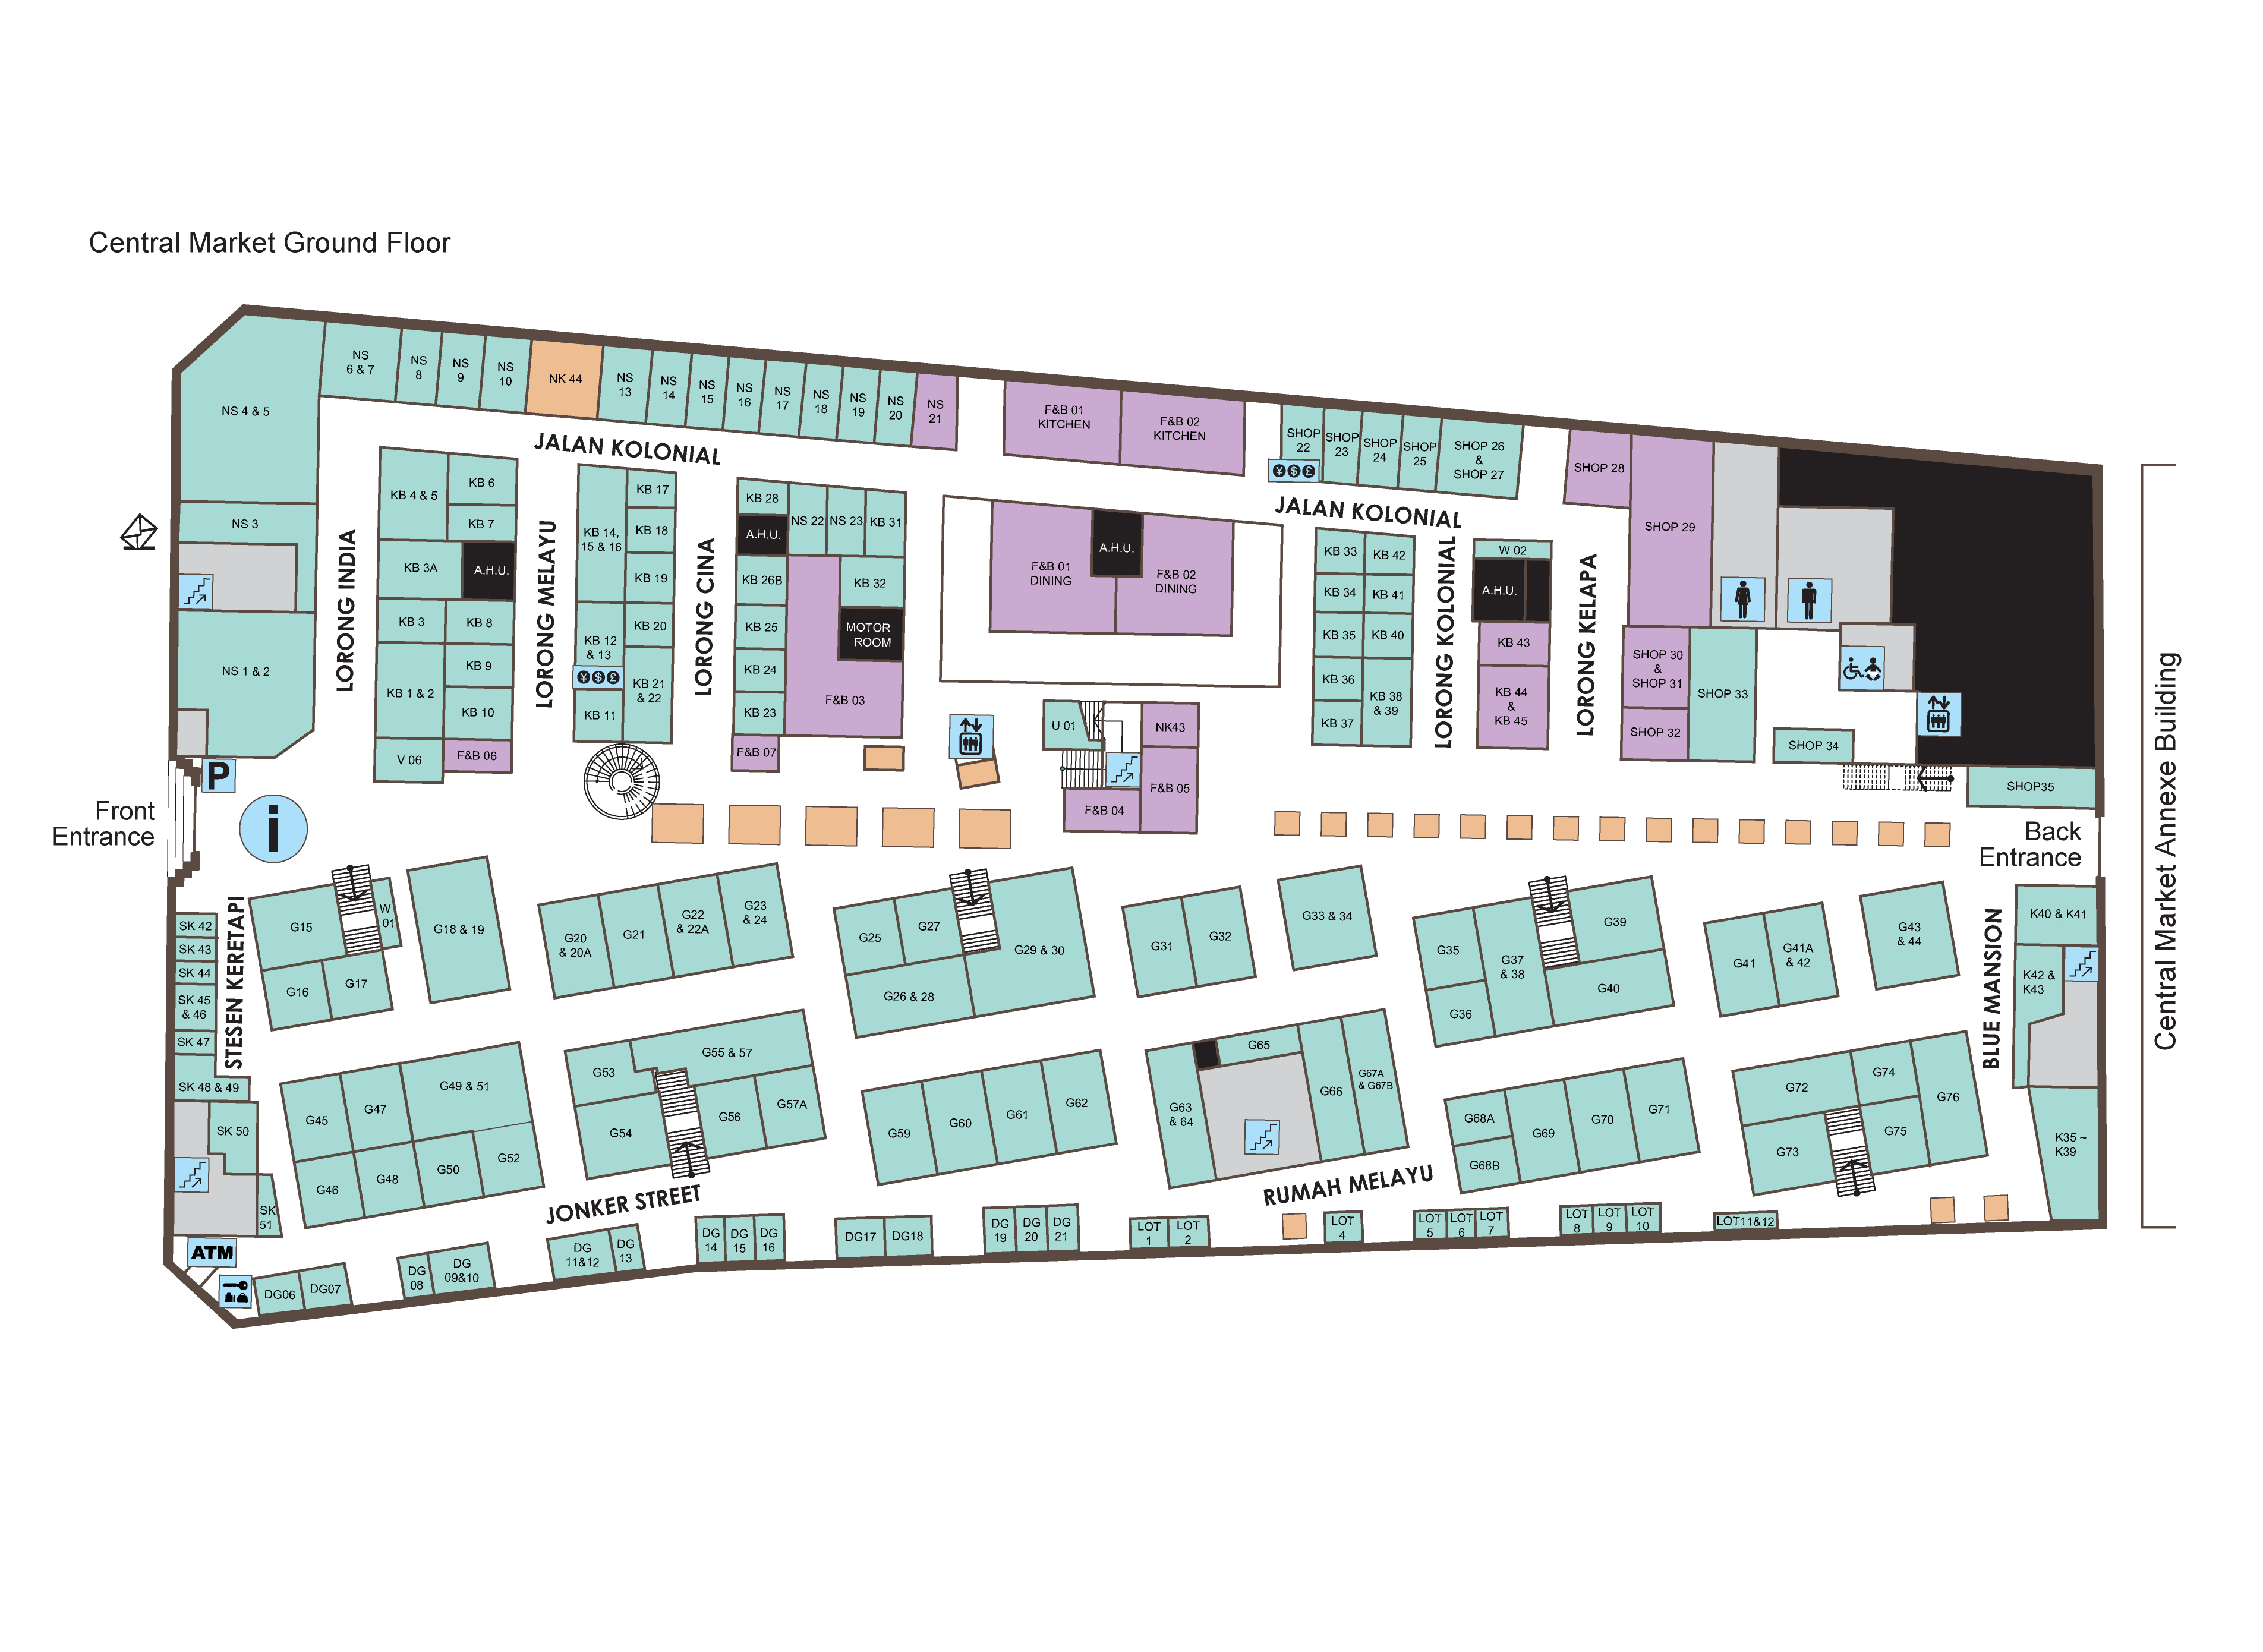 Central Market Ground Floor
NS 4 & 5
NS
6 & 7
NS
8
NS
9
NS
10
NK 44
NS
13
NS
14
NS
15
NS
16
NS
17
NS
18
NS
19
NS
20
NS
21
F&B 01
KITCHEN
F&B 02
KITCHEN
SHOP
22
SHOP
23
SHOP
24
SHOP
25
SHOP 26
&
SHOP 27
SHOP 28
SHOP 29
JALAN KOLONIAL
JALAN KOLONIAL
NS 3
NS 1 & 2
LORONG INDIA
KB 4 & 5
KB 6
KB 7
KB 3A
A.H.U.
KB 3
KB 8
KB 1 & 2
KB 9
KB 10
V 06
F&B 06
LORONG MELAYU
KB 14,
15 & 16
KB 17
KB 18
KB 19
KB 12
& 13
KB 20
¥ $ £
KB 21
& 22
KB 11
LORONG CINA
KB 28
A.H.U.
NS 22
NS 23
KB 31
KB 26B
KB 32
KB 25
MOTOR
ROOM
KB 24
KB 23
F&B 03
F&B 07
F&B 01
DINING
A.H.U.
F&B 02
DINING
U 01
NK43
F&B 05
F&B 04
¥ $ £
KB 33
KB 42
KB 34
KB 41
KB 35
KB 40
KB 36
KB 38
& 39
KB 37
LORONG KOLONIAL
W 02
A.H.U.
KB 43
KB 44
&
KB 45
LORONG KELAPA
SHOP 30
&
SHOP 31
SHOP 32
SHOP 33
SHOP 34
SHOP35
Central Market Annexe Building
P
i
Front
Entrance
Back
Entrance
STESEN KERETAPI
SK 42
SK 43
SK 44
SK 45
& 46
SK 47
SK 48 & 49
SK 50
SK
51
ATM
G15
W
01
G16
G17
G18 & 19
G20
& 20A
G21
G22
& 22A
G23
& 24
G25
G27
G26 & 28
G29 & 30
G31
G32
G33 & 34
G35
G36
G37
& 38
G39
G40
G41
G41A
& 42
G43
& 44
BLUE MANSION
K40 & K41
K42 &
K43
K35 ~
K39
G45
G47
G49 & 51
G46
G48
G50
G52
G53
G55 & 57
G54
G56
G57A
G59
G60
G61
G62
G63
& 64
G65
G66
G67A
& G67B
G68A
G68B
G69
G70
G71
G72
G74
G76
G73
G75
JONKER STREET
RUMAH MELAYU
DG06
DG07
DG
08
DG
09&10
DG
11&12
DG
13
DG
14
DG
15
DG
16
DG17
DG18
DG
19
DG
20
DG
21
LOT
1
LOT
2
LOT
4
LOT
5
LOT
6
LOT
7
LOT
8
LOT
9
LOT
10
LOT11&12